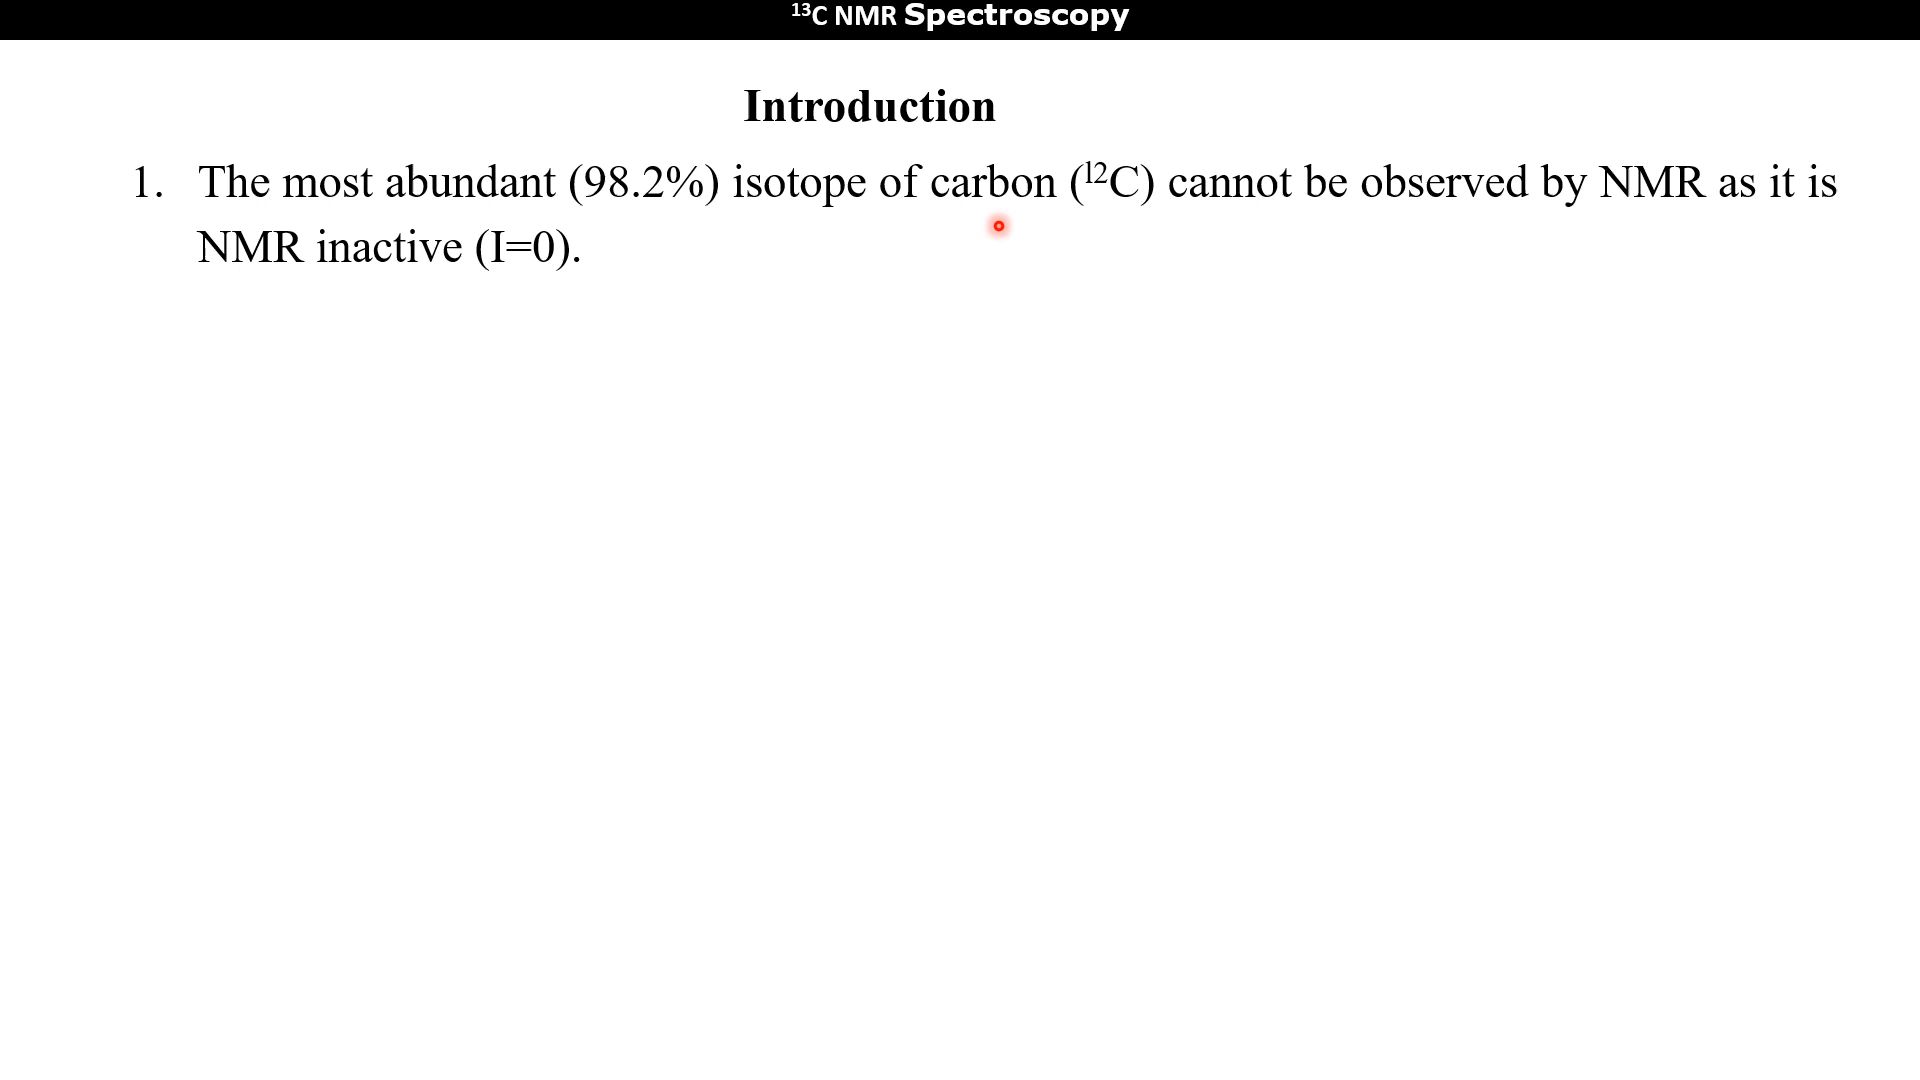 ¹³C NMR Spectroscopy
Introduction
1. The most abundant (98.2%) isotope of carbon (¹²C) cannot be observed by NMR as it is
NMR inactive (I=0).